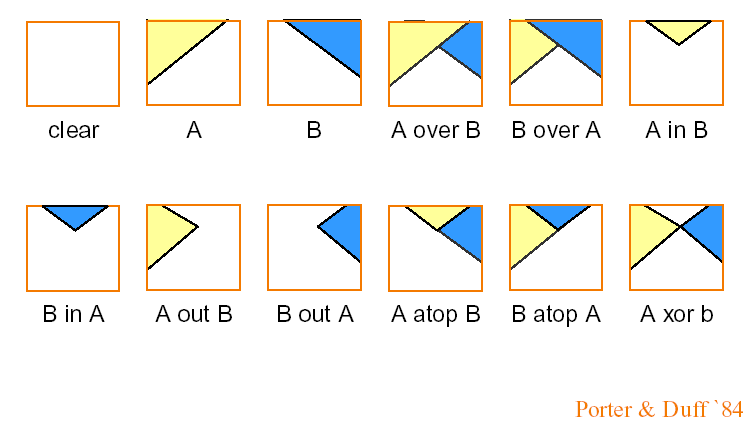 clear
A
B
A over B
B over A
A in B
B in A
A out B
B out A
A atop B
B atop A
A xor b
Porter & Duff `84